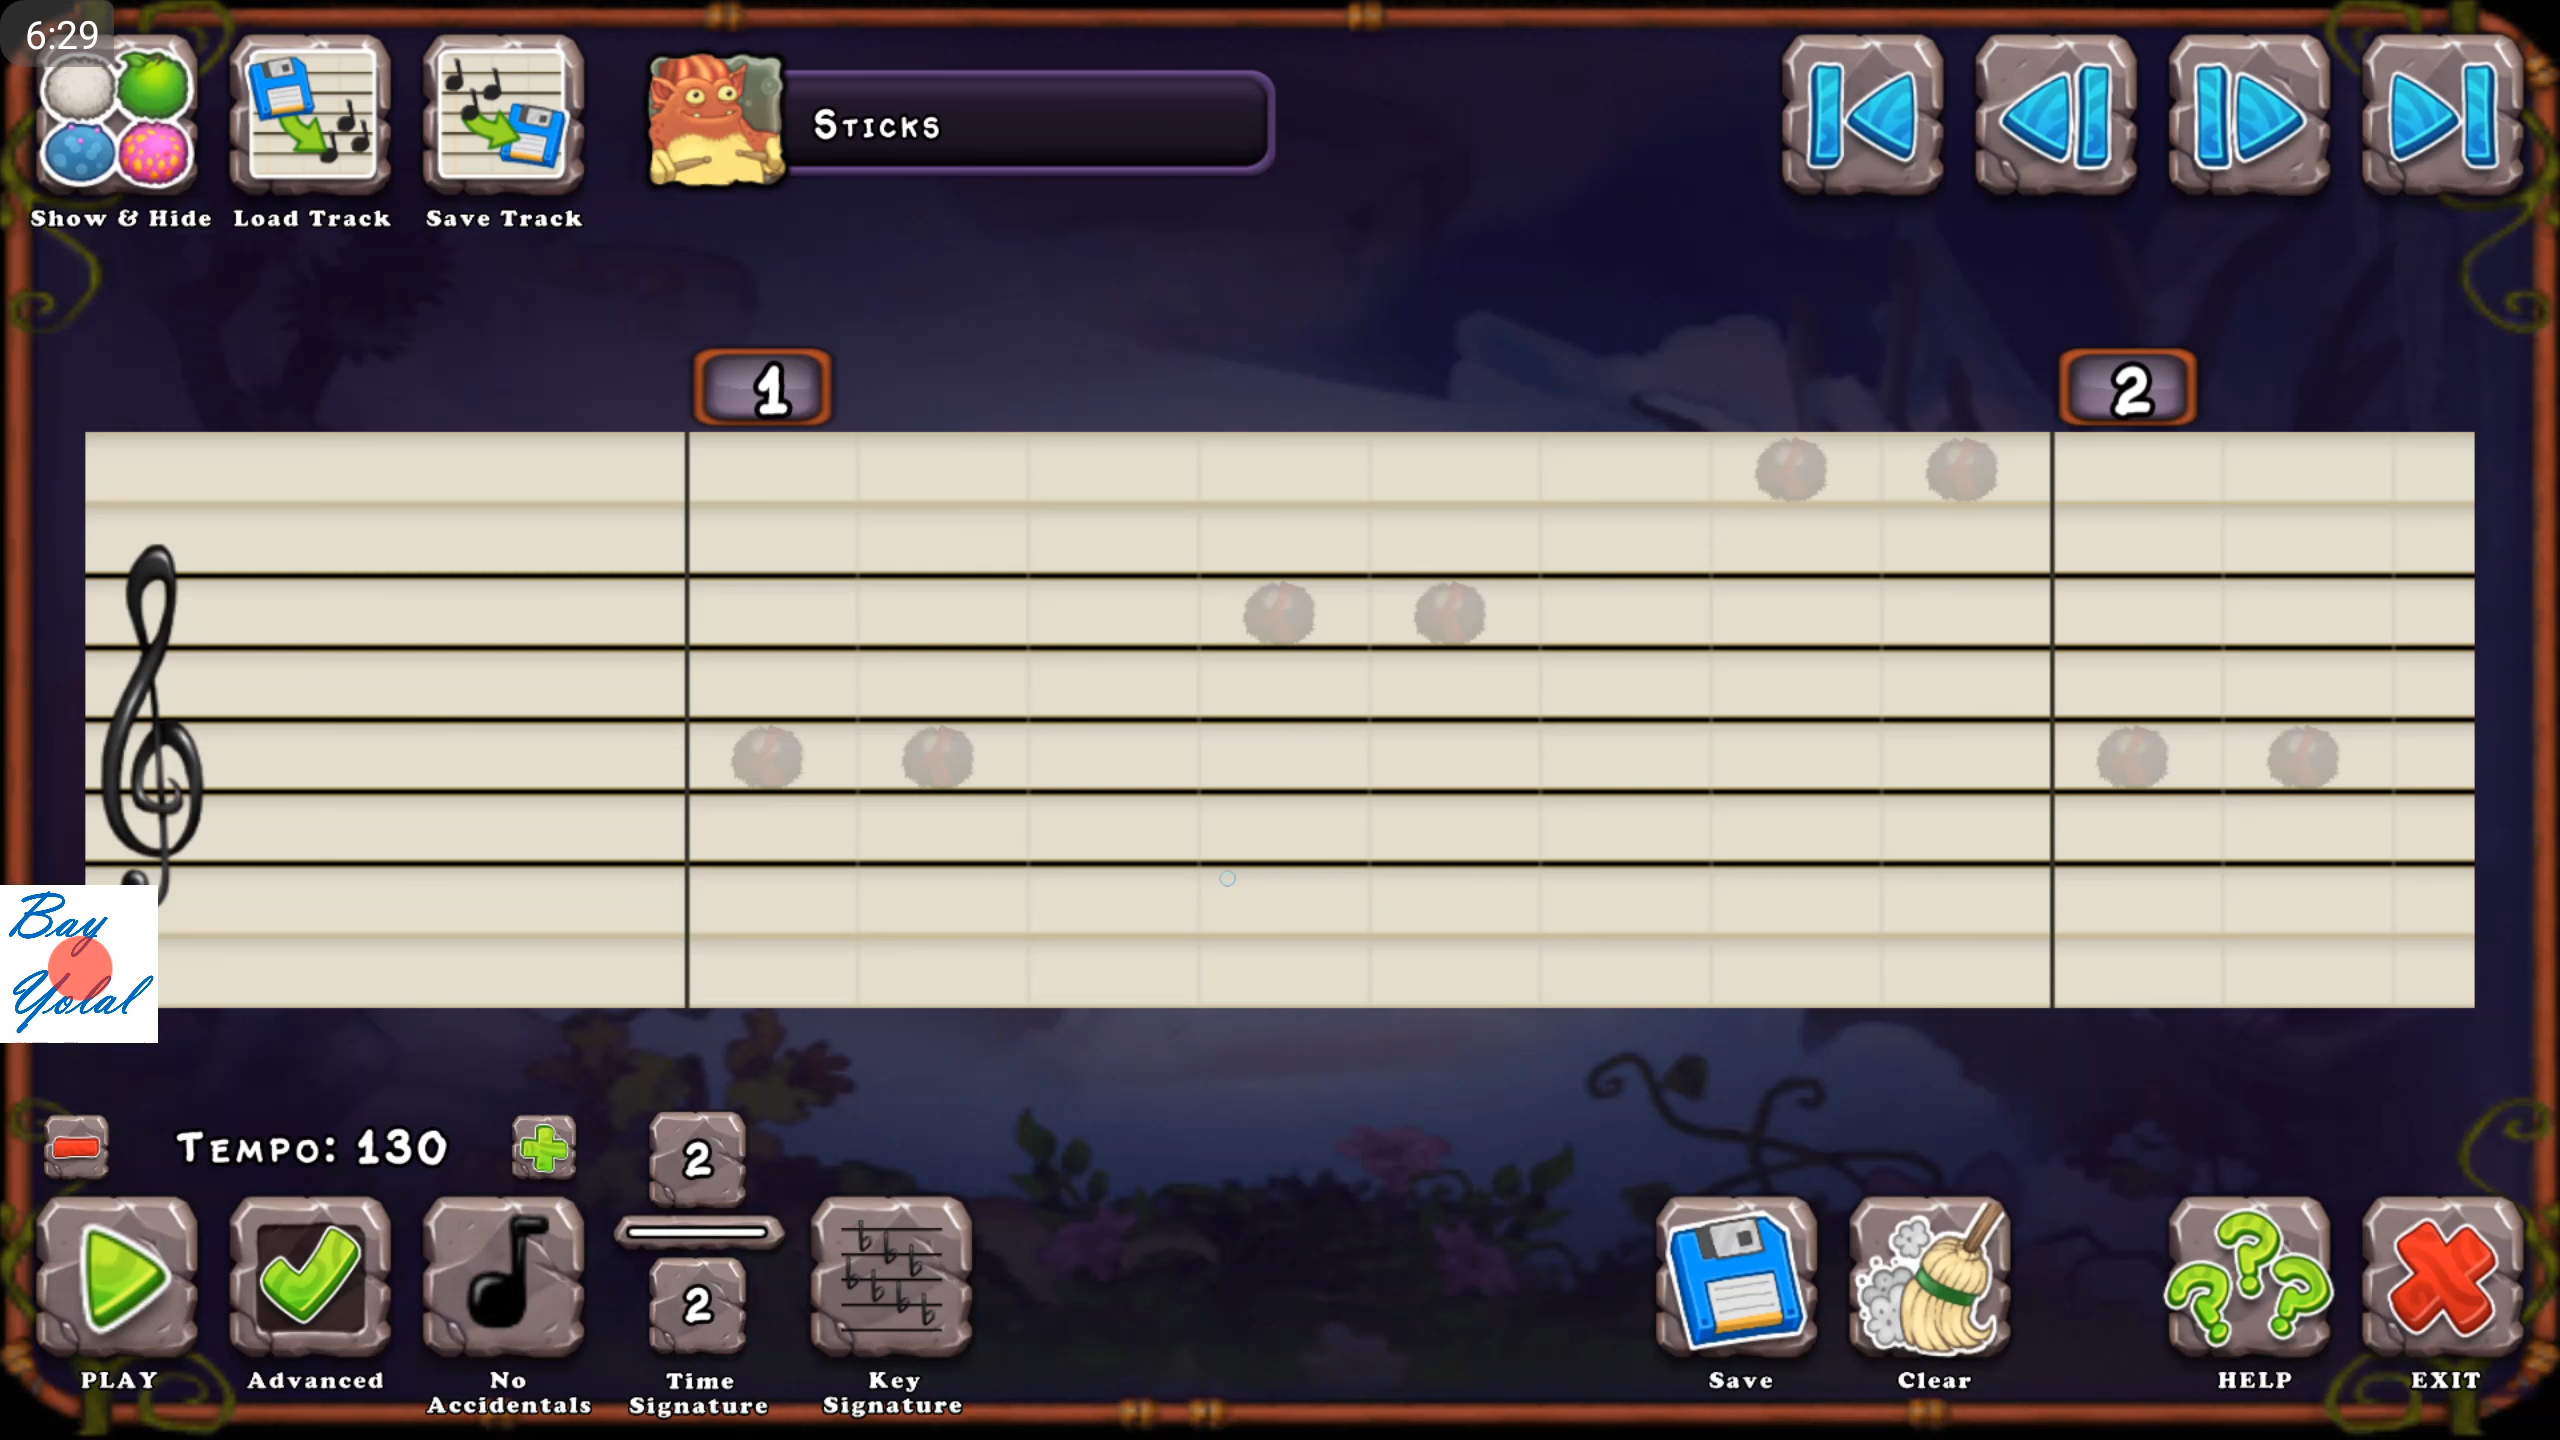 6:29
Show & Hide
Load Track
Save Track
Sticks
1
2
Bay
Yolal
Tempo: 130
2
2
PLAY
Advanced
No
Accidentals
Time
Signature
Key
Signature
Save
Clear
HELP
EXIT